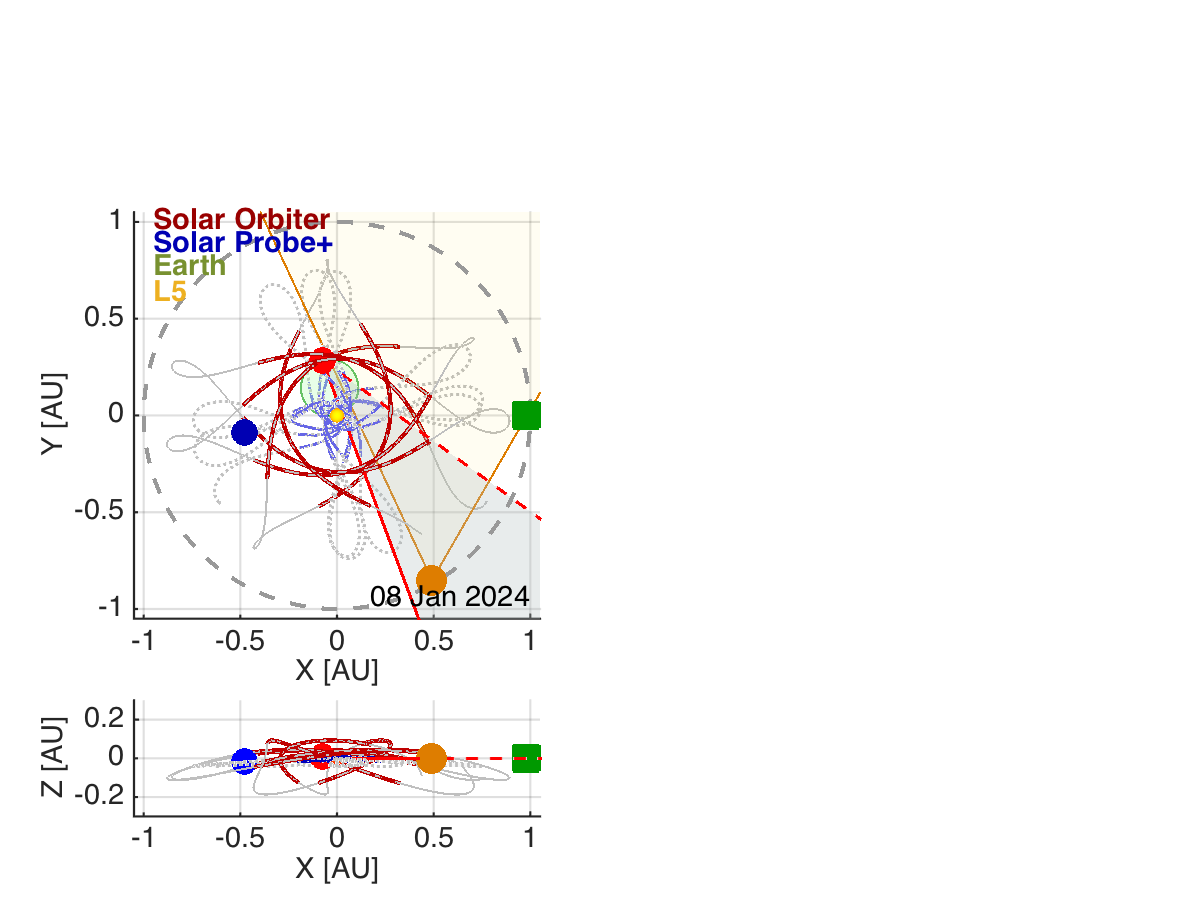 Solar Orbiter
Solar Probe+
Earth
L5
1
0.5
0
-0.5
-1
Y [AU]
08 Jan 2024
-1 -0.5 0 0.5 1
X [AU]
0.2
0
-0.2
Z [AU]
-1 -0.5 0 0.5 1
X [AU]